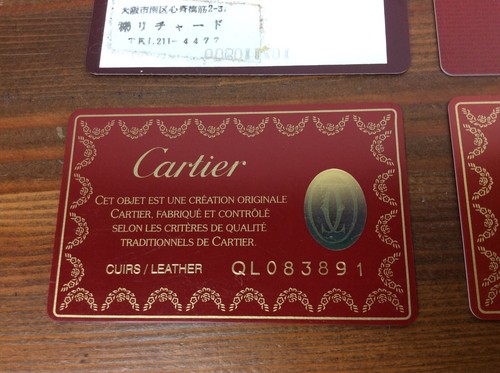 大阪市南区心斎橋筋2-3,
㈱リチャード
TEL.211-4477
Cartier
CET OBJET EST UNE CRÉATION ORIGINALE
CARTIER, FABRIQUÉ ET CONTRÔLÉ
SELON LES CRITÈRES DE QUALITÉ
TRADITIONNELS DE CARTIER.
CUIRS / LEATHER QL083891